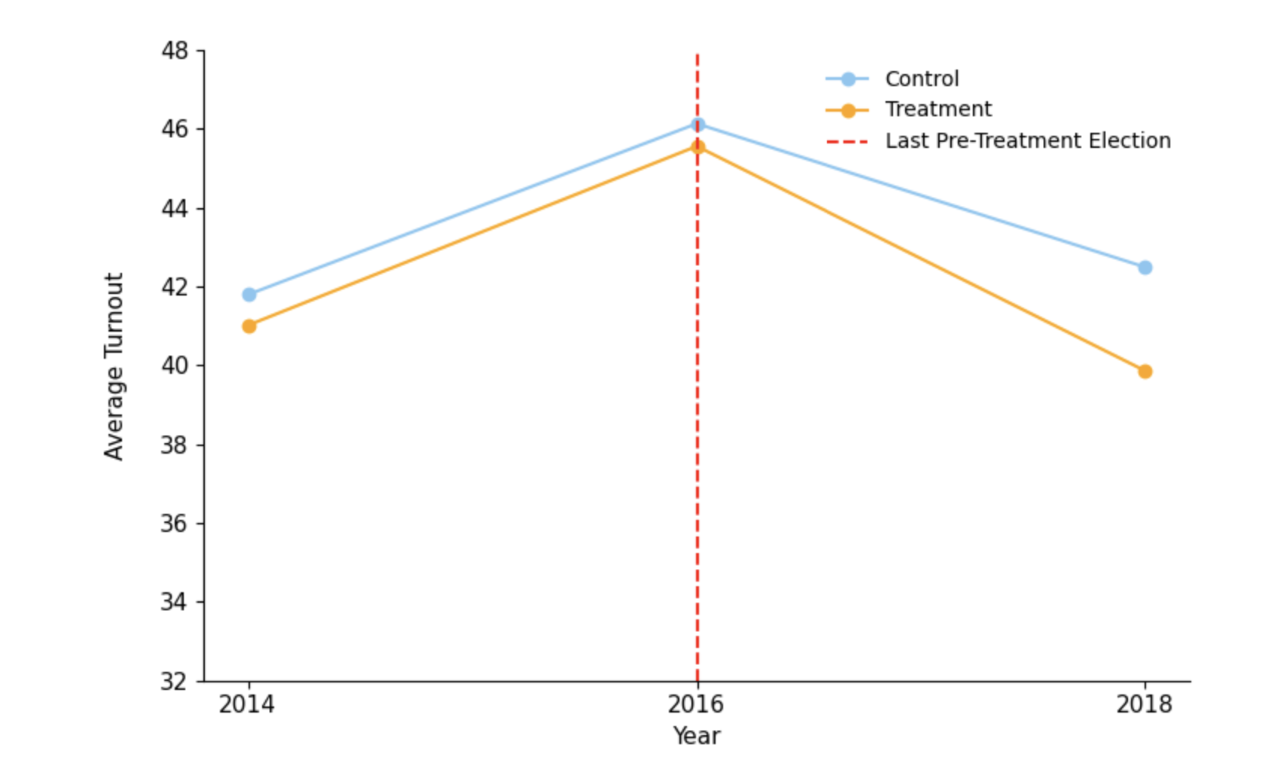 48
Control
Treatment
46
Last Pre-Treatment Election
44
42
Average Turnout
40
38
36
34
32
2014 2016 2018
Year